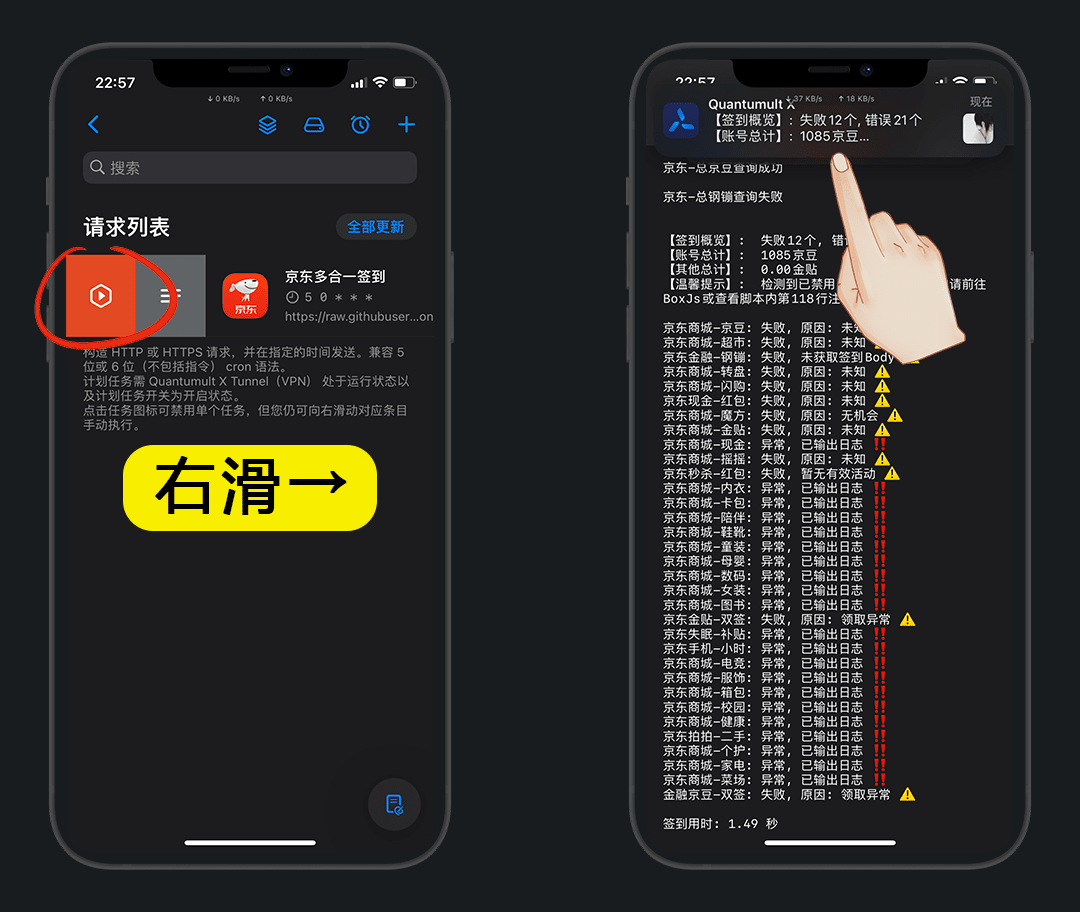 22:57
↓ 0 KB/s ↑ 0 KB/s
搜索
请求列表
全部更新
京东
京东多合一签到
5 0 * * *
https://raw.githubuser...on
构造 HTTP 或 HTTPS 请求，并在指定的时间发送。兼容 5
位或 6 位（不包括指令） cron 语法。
计划任务需 Quantumult X Tunnel（VPN） 处于运行状态以
及计划任务开关为开启状态。
点击任务图标可禁用单个任务，但您仍可向右滑动对应条目
手动执行。
右滑→
22:57
↓ 37 KB/s ↑ 18 KB/s
Quantumult X
现在
【签到概览】: 失败12个, 错误21个
【账号总计】: 1085京豆...
京东-总京豆查询成功
京东-总钢镚查询失败
【签到概览】: 失败12个, 错
【账号总计】: 1085京豆
【其他总计】: 0.00金贴
【温馨提示】: 检测到已禁用 请前往
BoxJs或查看脚本内第118行注
京东商城-京豆: 失败, 原因: 未知
京东商城-超市: 失败, 原因: 未知 ⚠️
京东金融-钢镚: 失败, 未获取签到Body ⚠️
京东商城-转盘: 失败, 原因: 未知 ⚠️
京东商城-闪购: 失败, 原因: 未知 ⚠️
京东现金-红包: 失败, 原因: 未知 ⚠️
京东商城-魔方: 失败, 原因: 无机会 ⚠️
京东商城-金贴: 失败, 原因: 未知 ⚠️
京东商城-现金: 异常, 已输出日志 ‼️
京东商城-摇摇: 失败, 原因: 未知 ⚠️
京东秒杀-红包: 失败, 暂无有效活动 ⚠️
京东商城-内衣: 异常, 已输出日志 ‼️
京东商城-卡包: 异常, 已输出日志 ‼️
京东商城-陪伴: 异常, 已输出日志 ‼️
京东商城-鞋靴: 异常, 已输出日志 ‼️
京东商城-童装: 异常, 已输出日志 ‼️
京东商城-母婴: 异常, 已输出日志 ‼️
京东商城-数码: 异常, 已输出日志 ‼️
京东商城-女装: 异常, 已输出日志 ‼️
京东商城-图书: 异常, 已输出日志 ‼️
京东金贴-双签: 失败, 原因: 领取异常 ⚠️
京东失眠-补贴: 异常, 已输出日志 ‼️
京东手机-小时: 异常, 已输出日志 ‼️
京东商城-电竞: 异常, 已输出日志 ‼️
京东商城-服饰: 异常, 已输出日志 ‼️
京东商城-箱包: 异常, 已输出日志 ‼️
京东商城-校园: 异常, 已输出日志 ‼️
京东商城-健康: 异常, 已输出日志 ‼️
京东拍拍-二手: 异常, 已输出日志 ‼️
京东商城-个护: 异常, 已输出日志 ‼️
京东商城-家电: 异常, 已输出日志 ‼️
京东商城-菜场: 异常, 已输出日志 ‼️
金融京豆-双签: 失败, 原因: 领取异常 ⚠️
签到用时: 1.49 秒